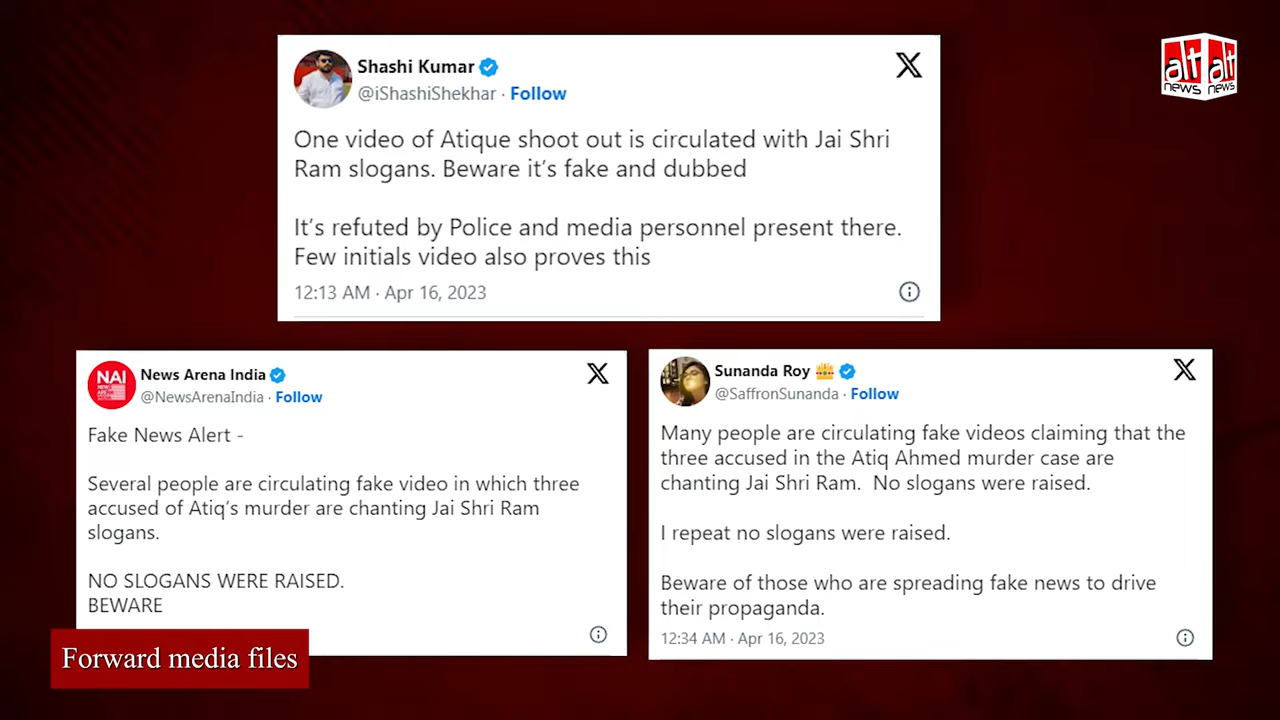 Shashi Kumar
@iShashiShekhar · Follow
One video of Atique shoot out is circulated with Jai Shri
Ram slogans. Beware it's fake and dubbed
It's refuted by Police and media personnel present there.
Few initials video also proves this
12:13 AM · Apr 16, 2023
alt alt
news news
NAI
News Arena India
@NewsArenaIndia · Follow
Fake News Alert -
Several people are circulating fake video in which three
accused of Atiq's murder are chanting Jai Shri Ram
slogans.
NO SLOGANS WERE RAISED.
BEWARE
Sunanda Roy
@SaffronSunanda · Follow
Many people are circulating fake videos claiming that the
three accused in the Atiq Ahmed murder case are
chanting Jai Shri Ram.  No slogans were raised.
I repeat no slogans were raised.
Beware of those who are spreading fake news to drive
their propaganda.
12:34 AM · Apr 16, 2023
Forward media files